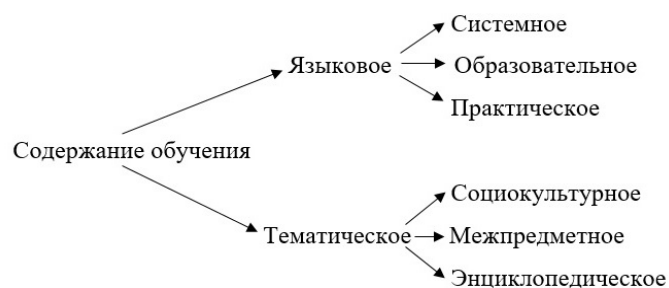 Системное
Языковое
Образовательное
Практическое
Содержание обучения
Социокультурное
Тематическое
Межпредметное
Энциклопедическое